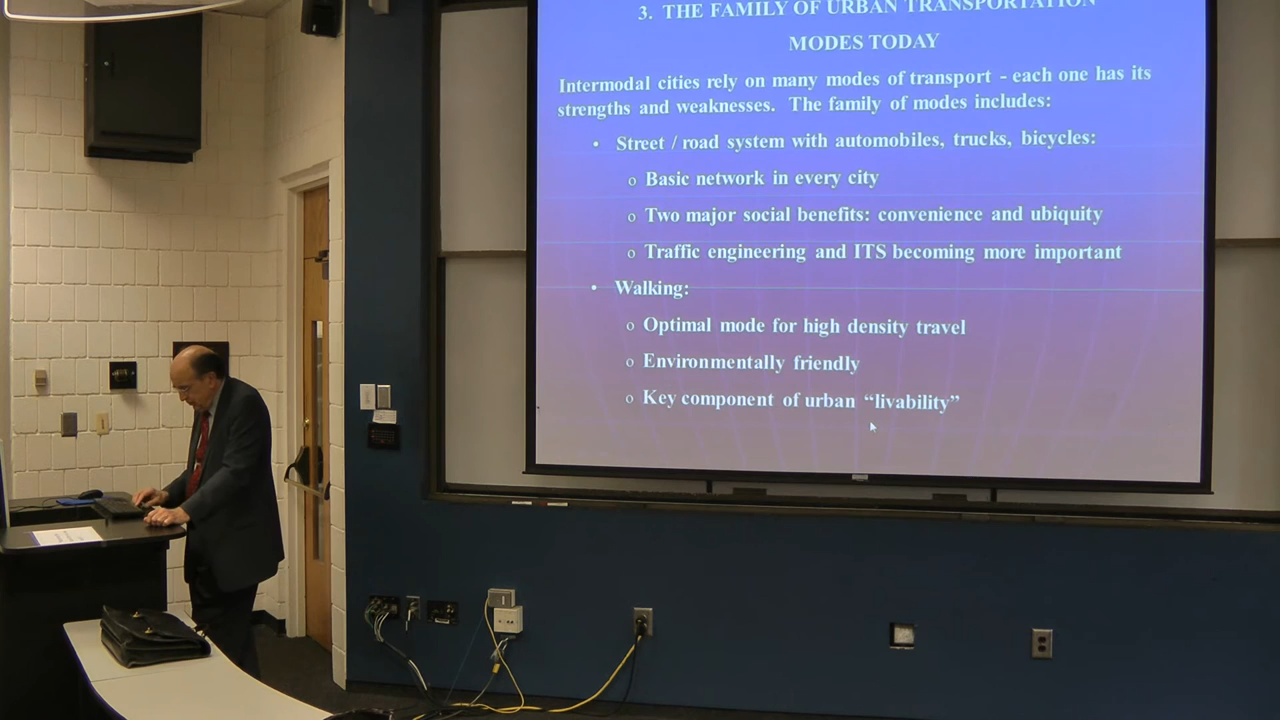 3. THE FAMILY OF URBAN TRANSPORTATION
MODES TODAY
Intermodal cities rely on many modes of transport - each one has its
strengths and weaknesses. The family of modes includes:
• Street / road system with automobiles, trucks, bicycles:
o Basic network in every city
o Two major social benefits: convenience and ubiquity
o Traffic engineering and ITS becoming more important
• Walking:
o Optimal mode for high density travel
o Environmentally friendly
o Key component of urban “livability”